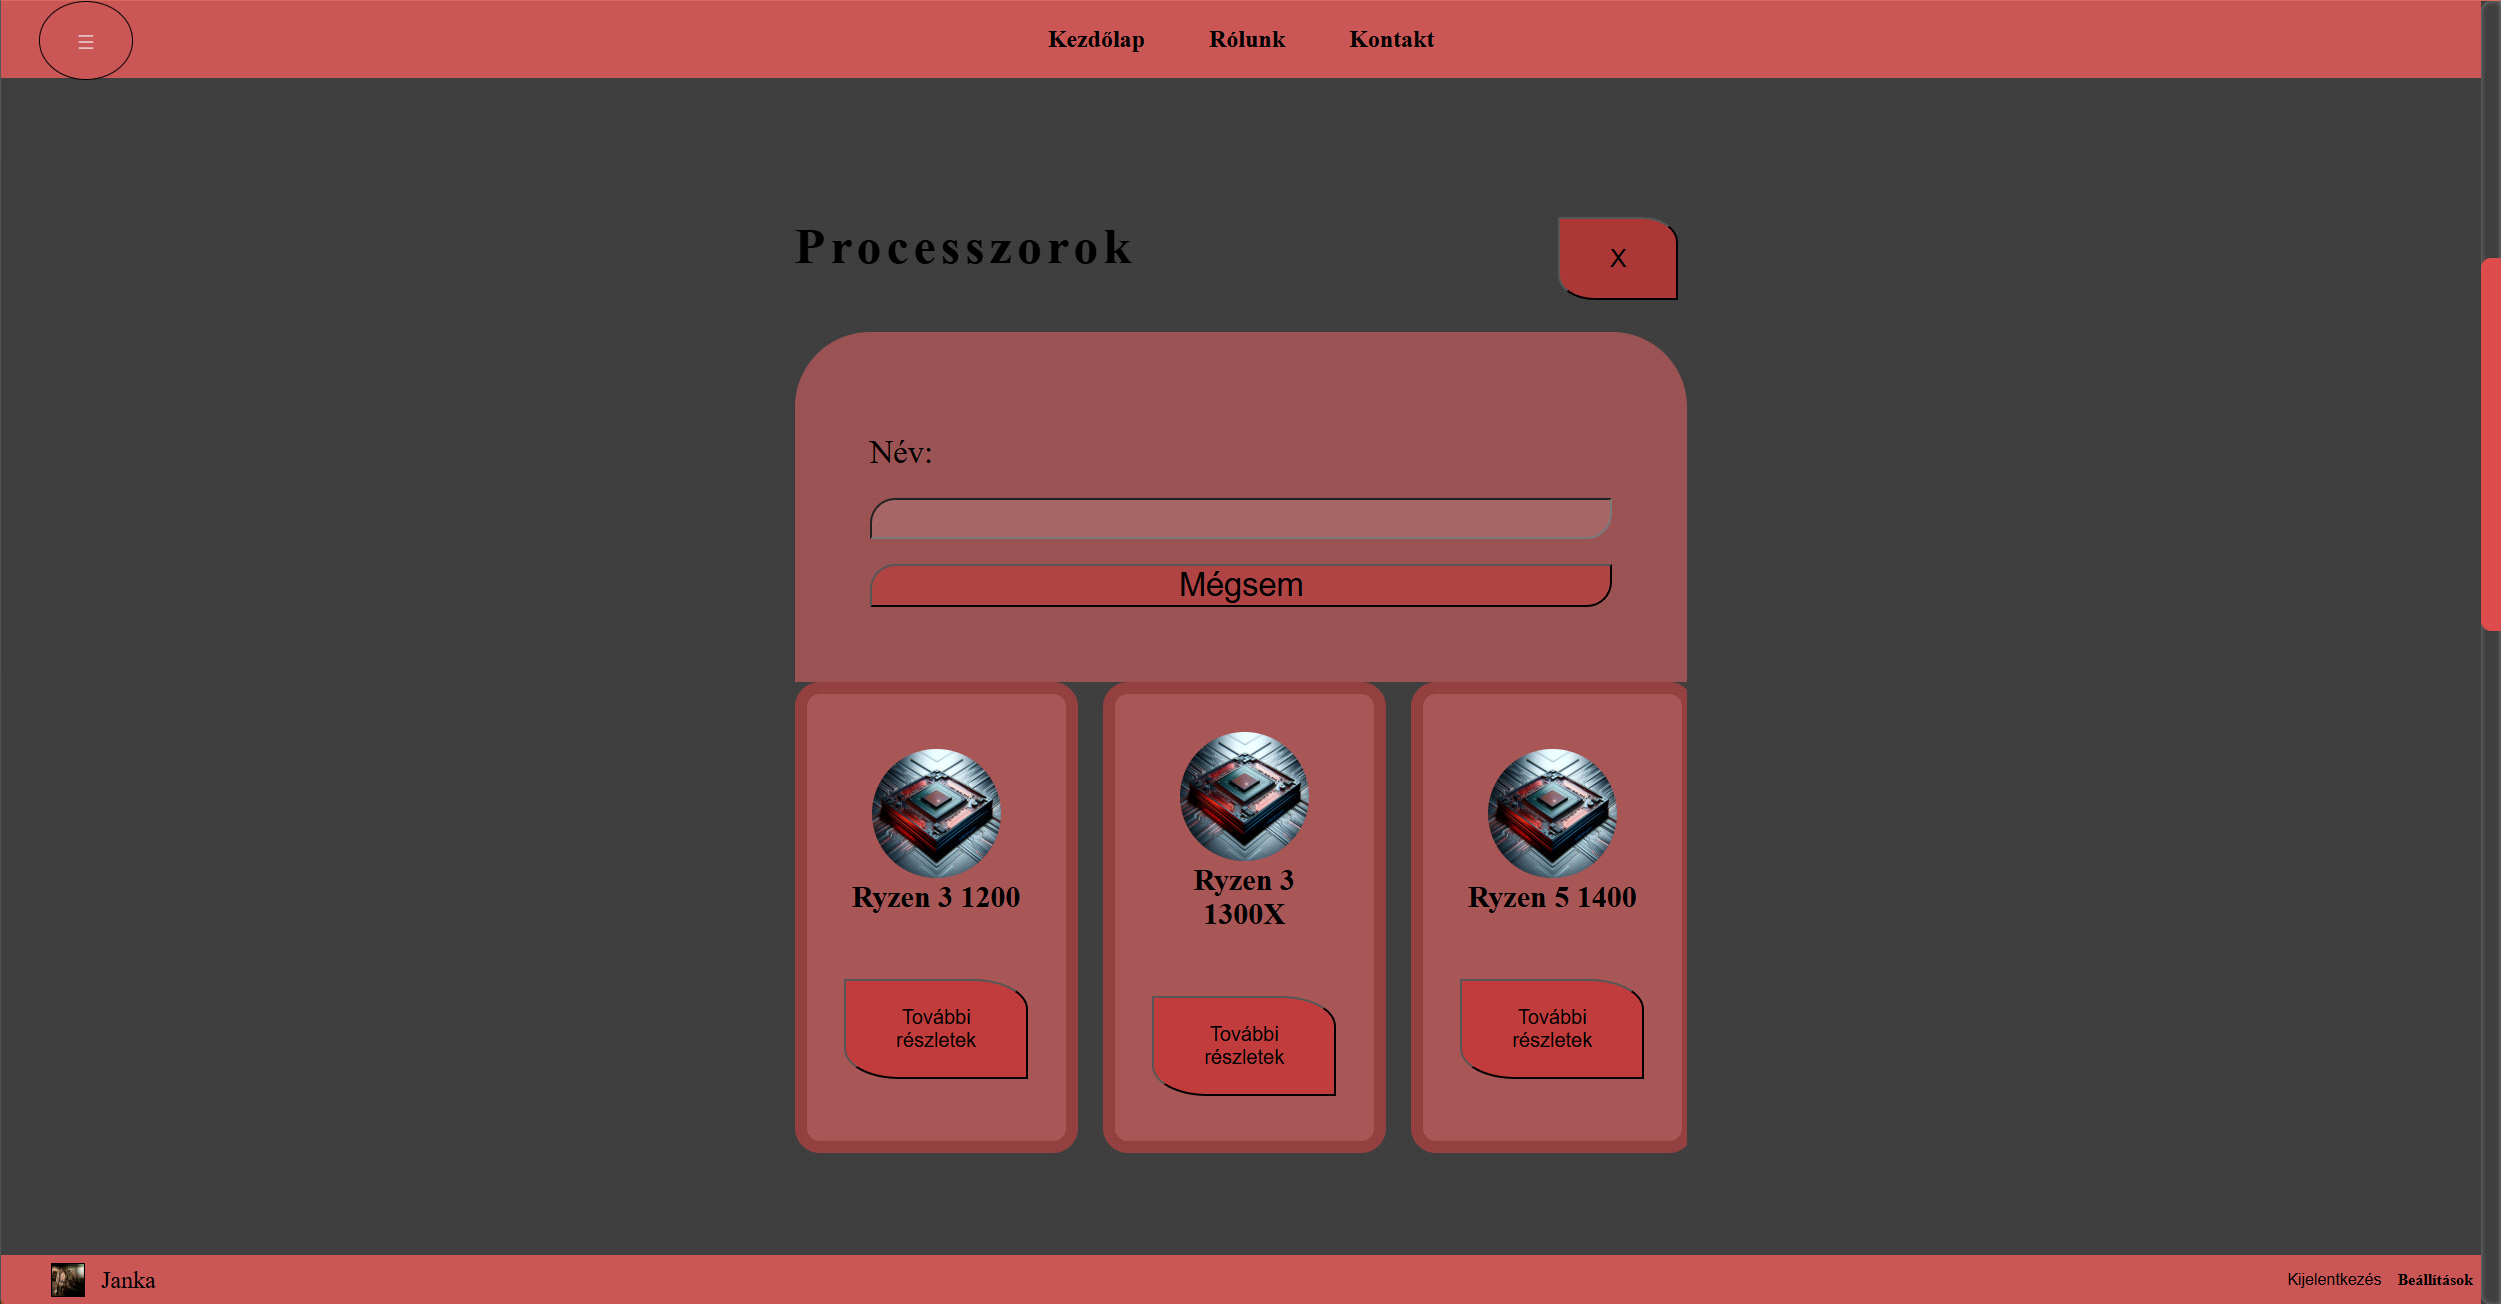 Kezdőlap Rólunk Kontakt
Processzorok
X
Név:
Mégsem
Ryzen 3 1200
Ryzen 3
1300X
Ryzen 5 1400
További
részletek
További
részletek
További
részletek
Janka
Kijelentkezés Beállítások